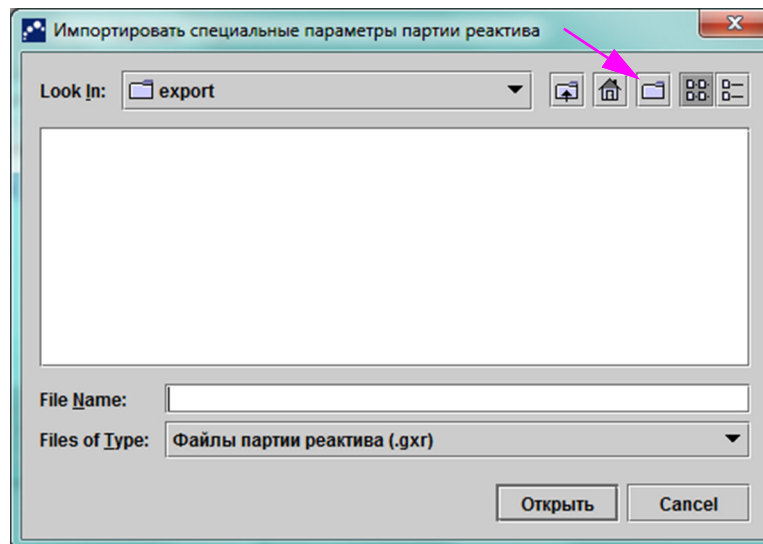 Импортировать специальные параметры партии реактива
Look In: export
File Name:
Files of Type: Файлы партии реактива (.gxr)
Открыть Cancel